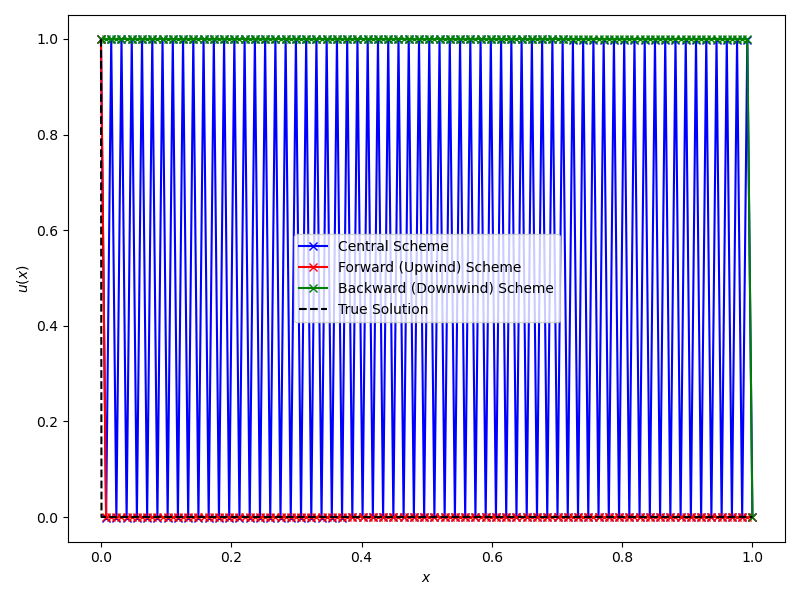 1.0
0.8
0.6
0.4
0.2
0.0
u(x)
Central Scheme
Forward (Upwind) Scheme
Backward (Downwind) Scheme
True Solution
0.0 0.2 0.4 0.6 0.8 1.0
x